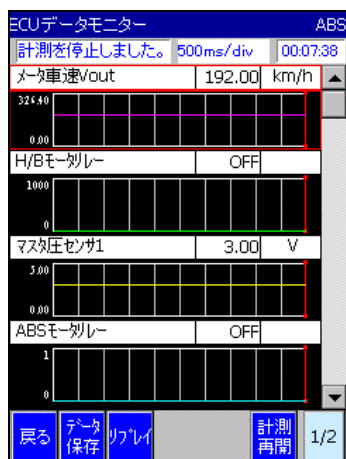 ECUデータモニター ABS
計測を停止しました。 500ms/div 00:07:38
メータ車速Vout 192.00 km/h
326.40
0.00
H/Bモータリレー OFF
1000
0
マスタ圧センサ1 3.00 V
5.00
0.00
ABSモータリレー OFF
1
0
戻る データ保存 リプレイ 計測再開 1/2